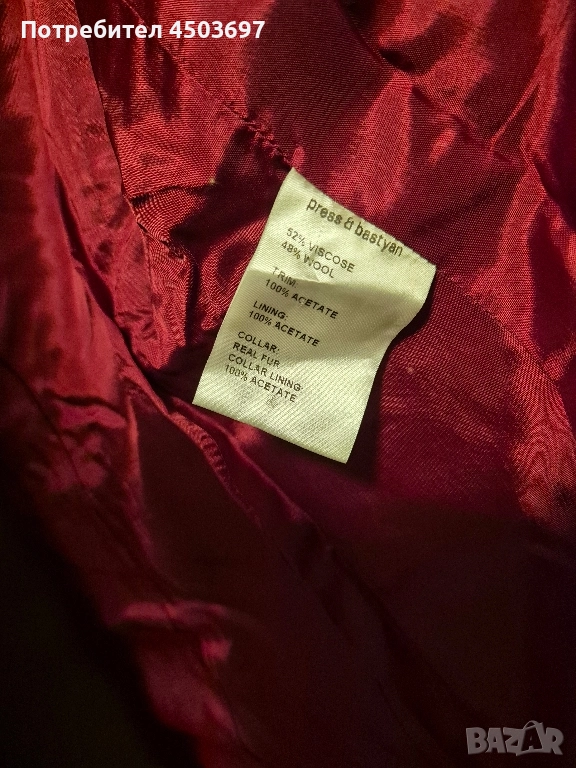 Потребител 4503697
press & bastyan
52% VISCOSE
48% WOOL
TRIM:
100% ACETATE
LINING:
100% ACETATE
COLLAR:
REAL FUR
COLLAR LINING:
100% ACETATE
BAZAR